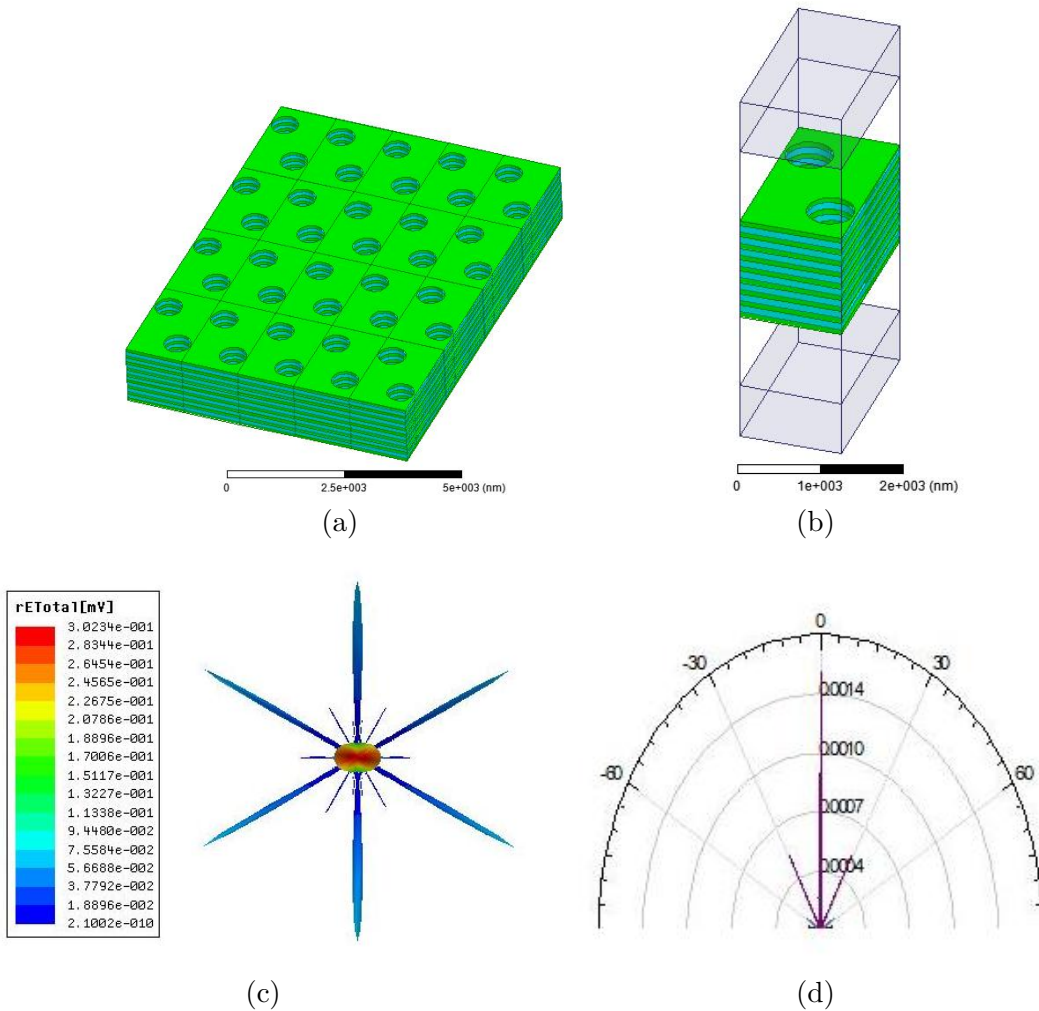 0
2.5e+003
5e+003 (nm)
(a)
0
1e+003
2e+003 (nm)
(b)
rETotal[mV]
3.0234e-001
2.8344e-001
2.6454e-001
2.4565e-001
2.2675e-001
2.0786e-001
1.8896e-001
1.7006e-001
1.5117e-001
1.3227e-001
1.1338e-001
9.4480e-002
7.5584e-002
5.6688e-002
3.7792e-002
1.8896e-002
2.1002e-010
(c)
0
-30
30
-60
60
0.0014
0.0010
0.0007
0.0004
(d)